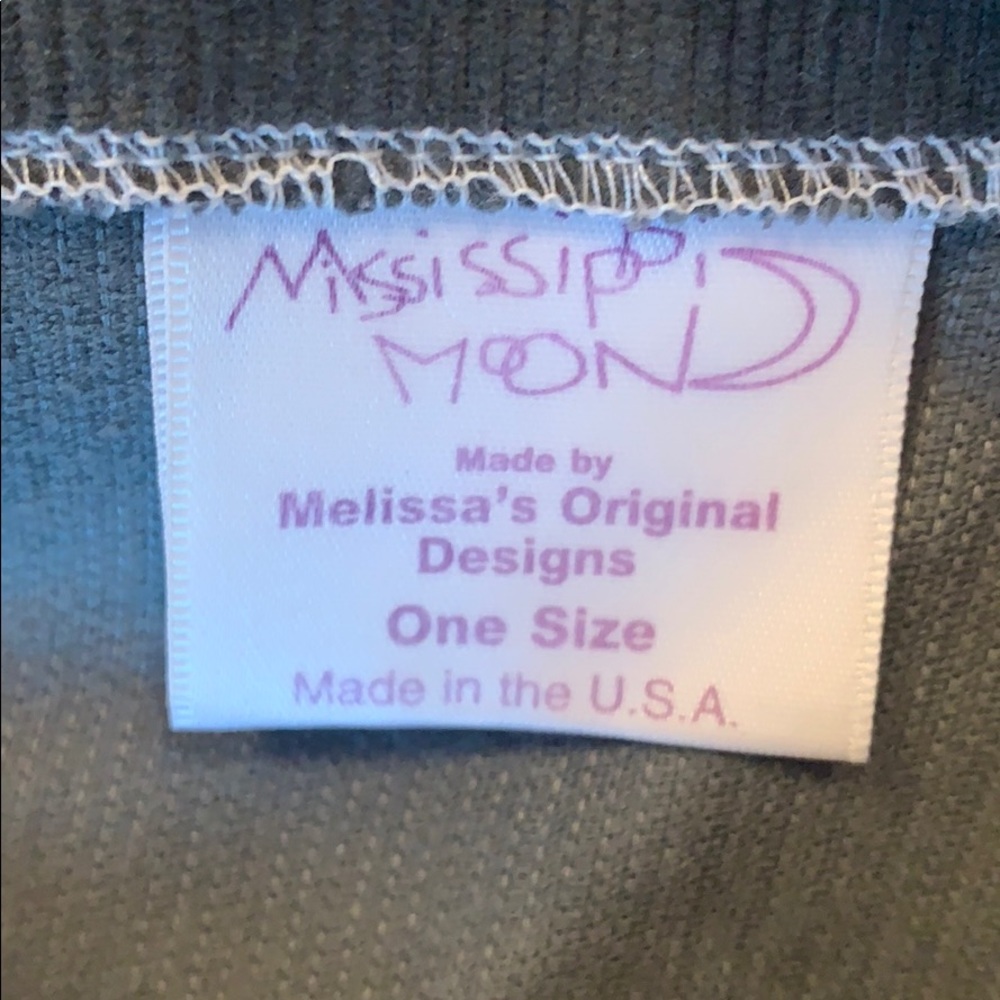 Mississippi
MOON
Made by
Melissa's Original
Designs
One Size
Made in the U.S.A.